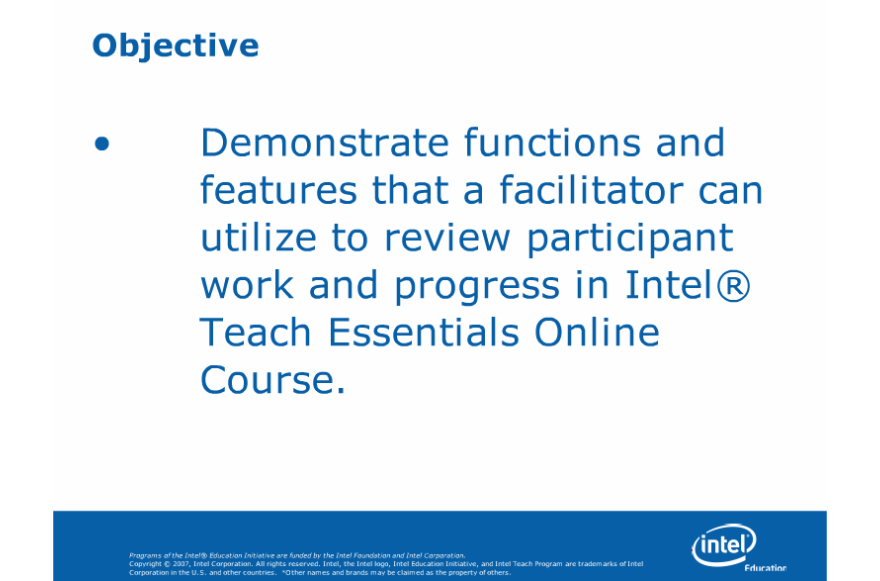 Objective
• Demonstrate functions and
features that a facilitator can
utilize to review participant
work and progress in Intel®
Teach Essentials Online
Course.
Programs of the Intel® Education Initiative are funded by the Intel Foundation and Intel Corporation.
Copyright © 2007, Intel Corporation. All rights reserved. Intel, the Intel logo, Intel Education Initiative, and Intel Teach Program are trademarks of Intel
Corporation in the U.S. and other countries. *Other names and brands may be claimed as the property of others.
intel
Education